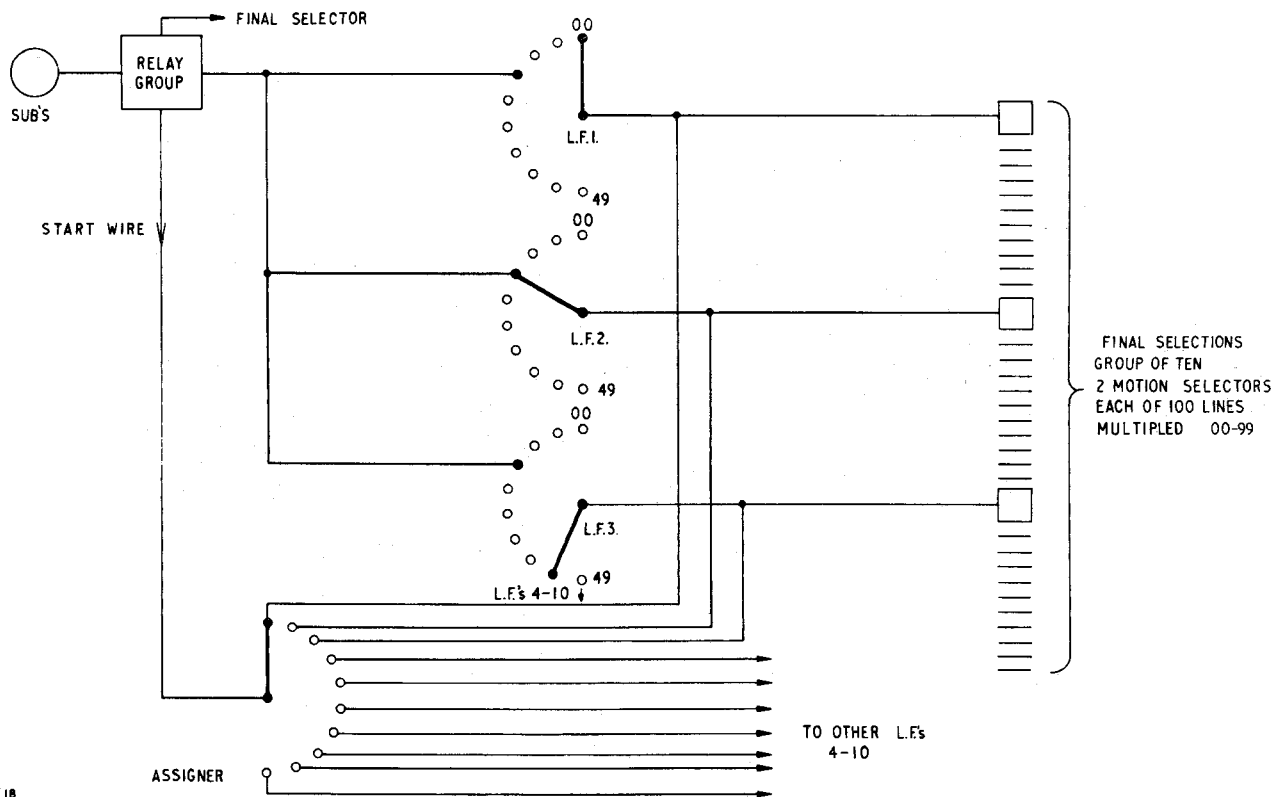 FINAL SELECTOR
RELAY
GROUP
SUB'S
START WIRE
00
L.F.1.
49
00
L.F.2.
49
00
L.F.3.
49
L.F.'s 4-10
FINAL SELECTIONS
GROUP OF TEN
2 MOTION SELECTORS
EACH OF 100 LINES
MULTIPLED 00-99
TO OTHER L.F.'s
4-10
ASSIGNER
18